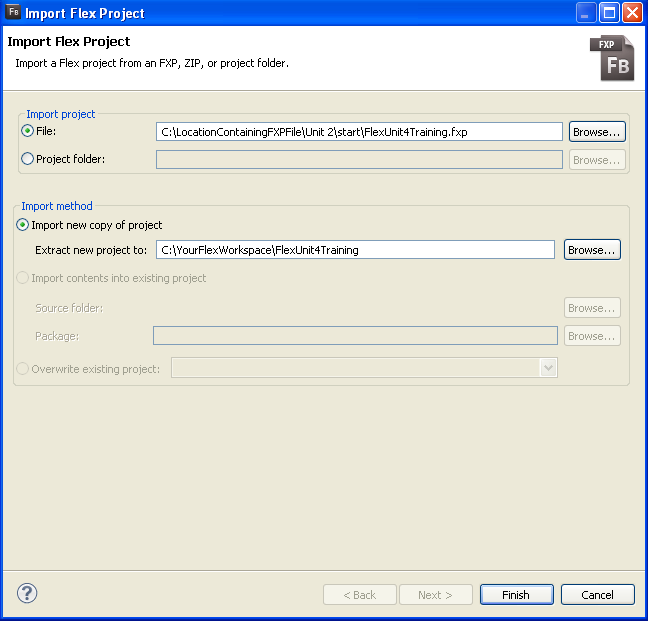 FB Import Flex Project
Import Flex Project
Import a Flex project from an FXP, ZIP, or project folder.
FXP
FB
Import project
File: C:\LocationContainingFXPFile\Unit 2\start\FlexUnit4Training.fxp Browse...
Project folder: Browse...
Import method
Import new copy of project
Extract new project to: C:\YourFlexWorkspace\FlexUnit4Training Browse...
Import contents into existing project
Source folder: Browse...
Package: Browse...
Overwrite existing project:
? < Back Next > Finish Cancel